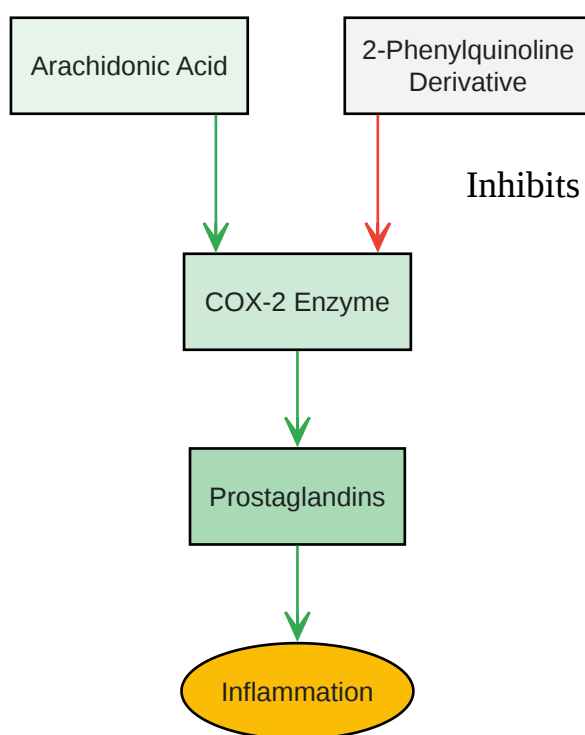 Arachidonic Acid
2-Phenylquinoline
Derivative
Inhibits
COX-2 Enzyme
Prostaglandins
Inflammation